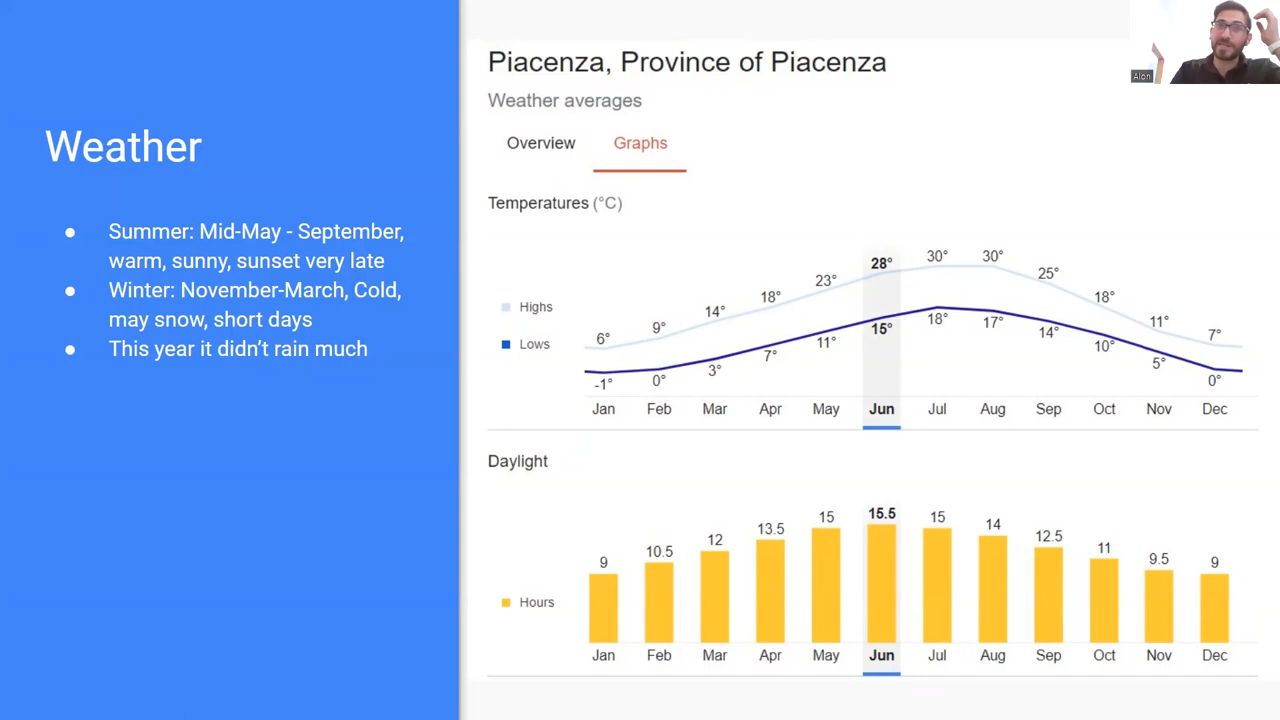 Weather
● Summer: Mid-May - September,
warm, sunny, sunset very late
● Winter: November-March, Cold,
may snow, short days
● This year it didn’t rain much
Piacenza, Province of Piacenza
Weather averages
Overview Graphs
Temperatures (°C)
Highs
Lows
6° 9° 14° 18° 23° 28° 30° 30° 25° 18° 11° 7°
-1° 0° 3° 7° 11° 15° 18° 17° 14° 10° 5° 0°
Jan Feb Mar Apr May Jun Jul Aug Sep Oct Nov Dec
Daylight
9 10.5 12 13.5 15 15.5 15 14 12.5 11 9.5 9
Hours
Jan Feb Mar Apr May Jun Jul Aug Sep Oct Nov Dec
Alon